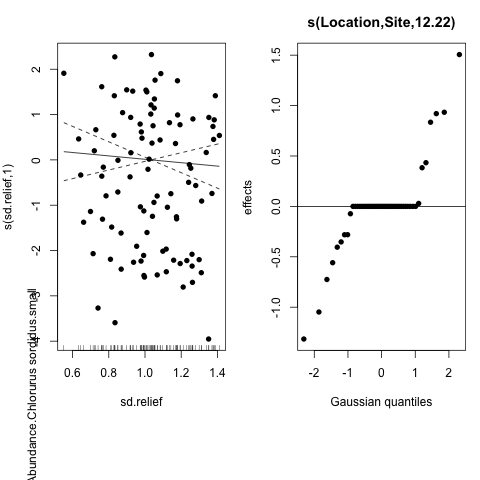 s(Location,Site,12.22)
s(sd.relief,1)
2
1
0
-1
-2
-3
-4
0.6 0.8 1.0 1.2 1.4
sd.relief
Abundance.Chlorurus sordidus.small
effects
1.5
1.0
0.5
0.0
-0.5
-1.0
-2 -1 0 1 2
Gaussian quantiles